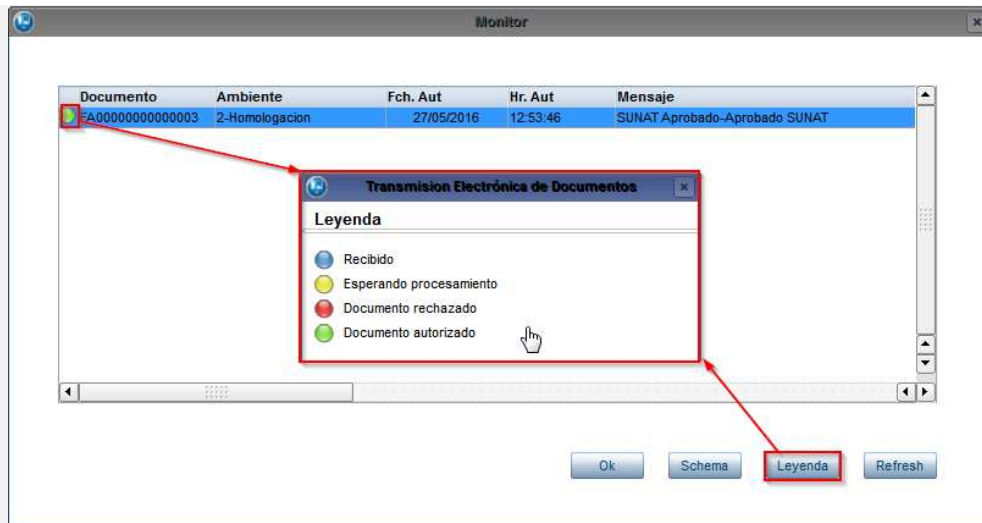 Monitor
Documento Ambiente Fch. Aut Hr. Aut Mensaje
FA00000000000003 2-Homologacion 27/05/2016 12:53:46 SUNAT Aprobado-Aprobado SUNAT
Transmision Electrónica de Documentos
Leyenda
Recibido
Esperando procesamiento
Documento rechazado
Documento autorizado
Ok Schema Leyenda Refresh